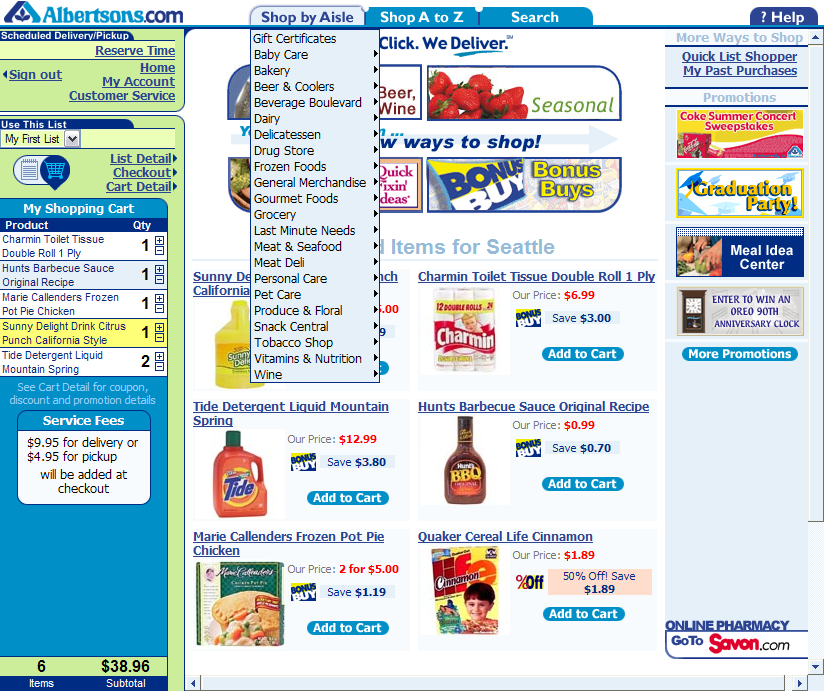 Albertsons.com
Shop by Aisle
Shop A to Z
Search
? Help
Scheduled Delivery/Pickup
Reserve Time
Sign out
Home
My Account
Customer Service
Use This List
My First List
List Detail
Checkout
Cart Detail
My Shopping Cart
Product Qty
Charmin Toilet Tissue
Double Roll 1 Ply
1
Hunts Barbecue Sauce
Original Recipe
1
Marie Callenders Frozen
Pot Pie Chicken
1
Sunny Delight Drink Citrus
Punch California Style
1
Tide Detergent Liquid
Mountain Spring
2
See Cart Detail for coupon,
discount and promotion details
Service Fees
$9.95 for delivery or
$4.95 for pickup
will be added at
checkout
6 $38.96
Items Subtotal
Gift Certificates
Baby Care
Bakery
Beer & Coolers
Beverage Boulevard
Dairy
Delicatessen
Drug Store
Frozen Foods
General Merchandise
Gourmet Foods
Grocery
Last Minute Needs
Meat & Seafood
Meat Deli
Personal Care
Pet Care
Produce & Floral
Snack Central
Tobacco Shop
Vitamins & Nutrition
Wine
Click. We Deliver.
Beer,
Wine
Seasonal
w ways to shop!
Quick
Fixin'
Ideas
BONUS
BUY
Bonus
Buys
Items for Seattle
Sunny
California
Charmin Toilet Tissue Double Roll 1 Ply
12 DOUBLE ROLLS
Charmin
Our Price: $6.99
BONUS
BUY
Save $3.00
Add to Cart
Tide Detergent Liquid Mountain
Spring
Tide
Our Price: $12.99
BONUS
BUY
Save $3.80
Add to Cart
Hunts Barbecue Sauce Original Recipe
Hunt's
BBQ
Our Price: $0.99
BONUS
BUY
Save $0.70
Add to Cart
Marie Callenders Frozen Pot Pie
Chicken
Marie Callender's
Our Price: 2 for $5.00
BONUS
BUY
Save $1.19
Add to Cart
Quaker Cereal Life Cinnamon
Life
Cinnamon
Our Price: $1.89
%Off
50% Off! Save
$1.89
Add to Cart
More Ways to Shop
Quick List Shopper
My Past Purchases
Promotions
Coke Summer Concert
Sweepstakes
Graduation
Party!
Meal Idea
Center
ENTER TO WIN AN
OREO 90TH
ANNIVERSARY CLOCK
More Promotions
ONLINE PHARMACY
GoTo Savon.com